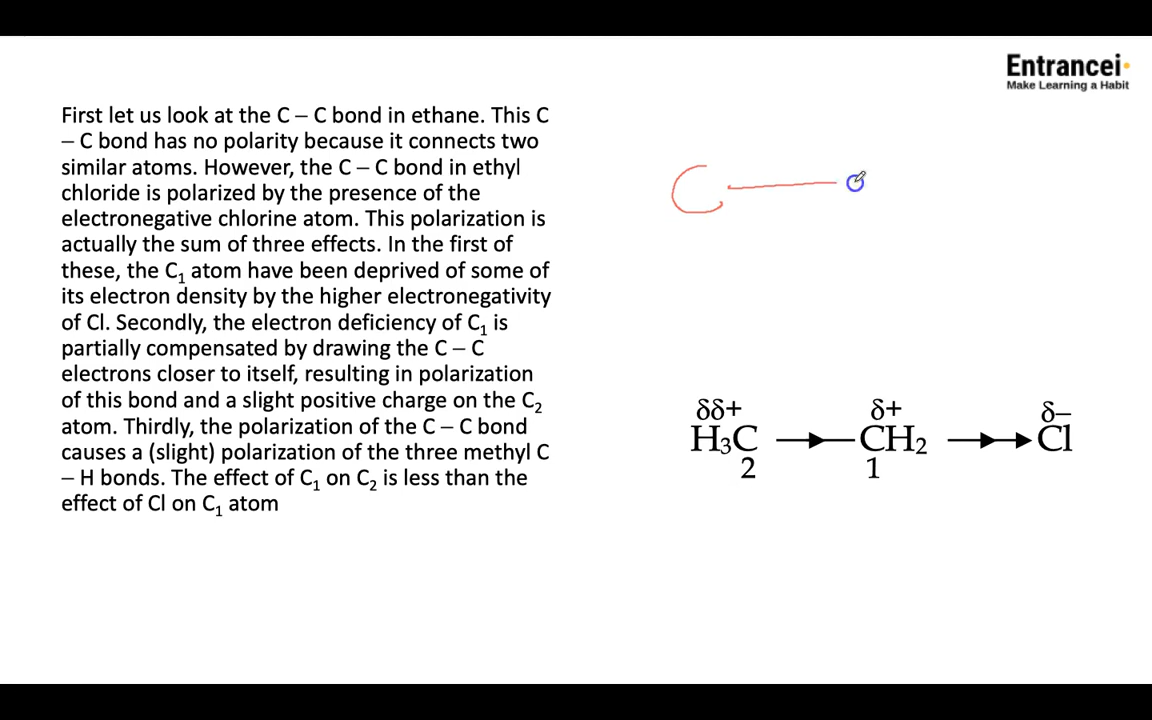 Entrancei
Make Learning a Habit
First let us look at the C – C bond in ethane. This C
– C bond has no polarity because it connects two
similar atoms. However, the C – C bond in ethyl
chloride is polarized by the presence of the
electronegative chlorine atom. This polarization is
actually the sum of three effects. In the first of
these, the C₁ atom have been deprived of some of
its electron density by the higher electronegativity
of Cl. Secondly, the electron deficiency of C₁ is
partially compensated by drawing the C – C
electrons closer to itself, resulting in polarization
of this bond and a slight positive charge on the C₂
atom. Thirdly, the polarization of the C – C bond
causes a (slight) polarization of the three methyl C
– H bonds. The effect of C₁ on C₂ is less than the
effect of Cl on C₁ atom
C
δδ+ δ+ δ–
H₃C CH₂ Cl
2 1